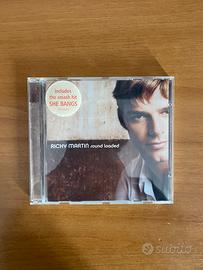 includes
the smash hit
SHE BANGS
RICKY MARTIN sound loaded
subito